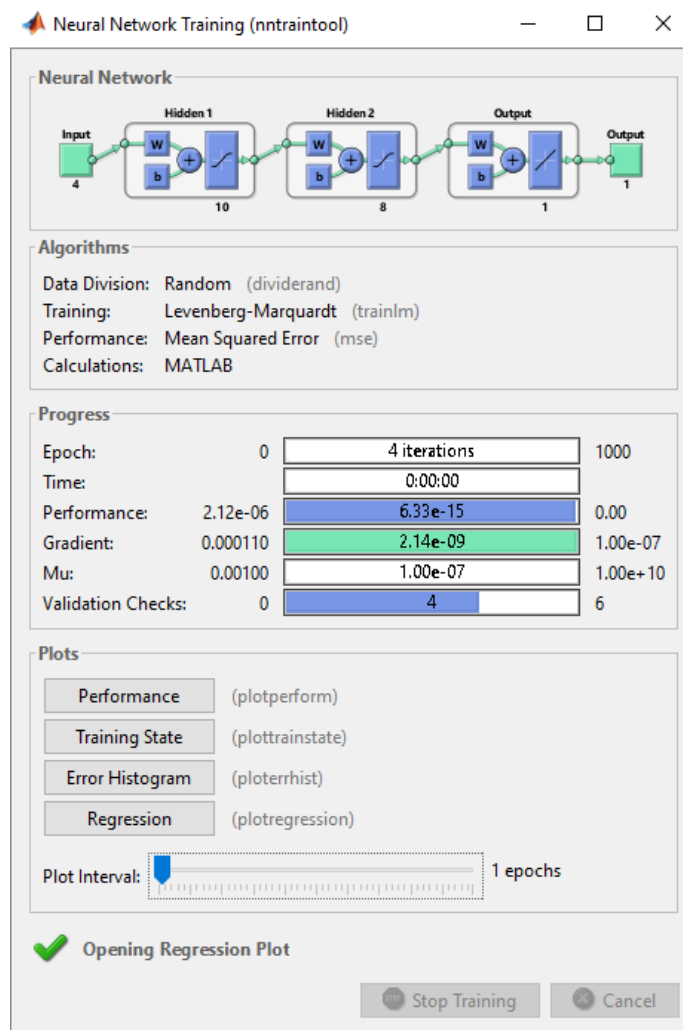 Neural Network Training (nntraintool)
Neural Network
Hidden 1 Hidden 2 Output
Input Output
W W W
b b b
4 10 8 1 1
Algorithms
Data Division: Random (dividerand)
Training: Levenberg-Marquardt (trainlm)
Performance: Mean Squared Error (mse)
Calculations: MATLAB
Progress
Epoch: 0 4 iterations 1000
Time: 0:00:00
Performance: 2.12e-06 6.33e-15 0.00
Gradient: 0.000110 2.14e-09 1.00e-07
Mu: 0.00100 1.00e-07 1.00e+10
Validation Checks: 0 4 6
Plots
Performance (plotperform)
Training State (plottrainstate)
Error Histogram (ploterrhist)
Regression (plotregression)
Plot Interval: 1 epochs
Opening Regression Plot
Stop Training Cancel